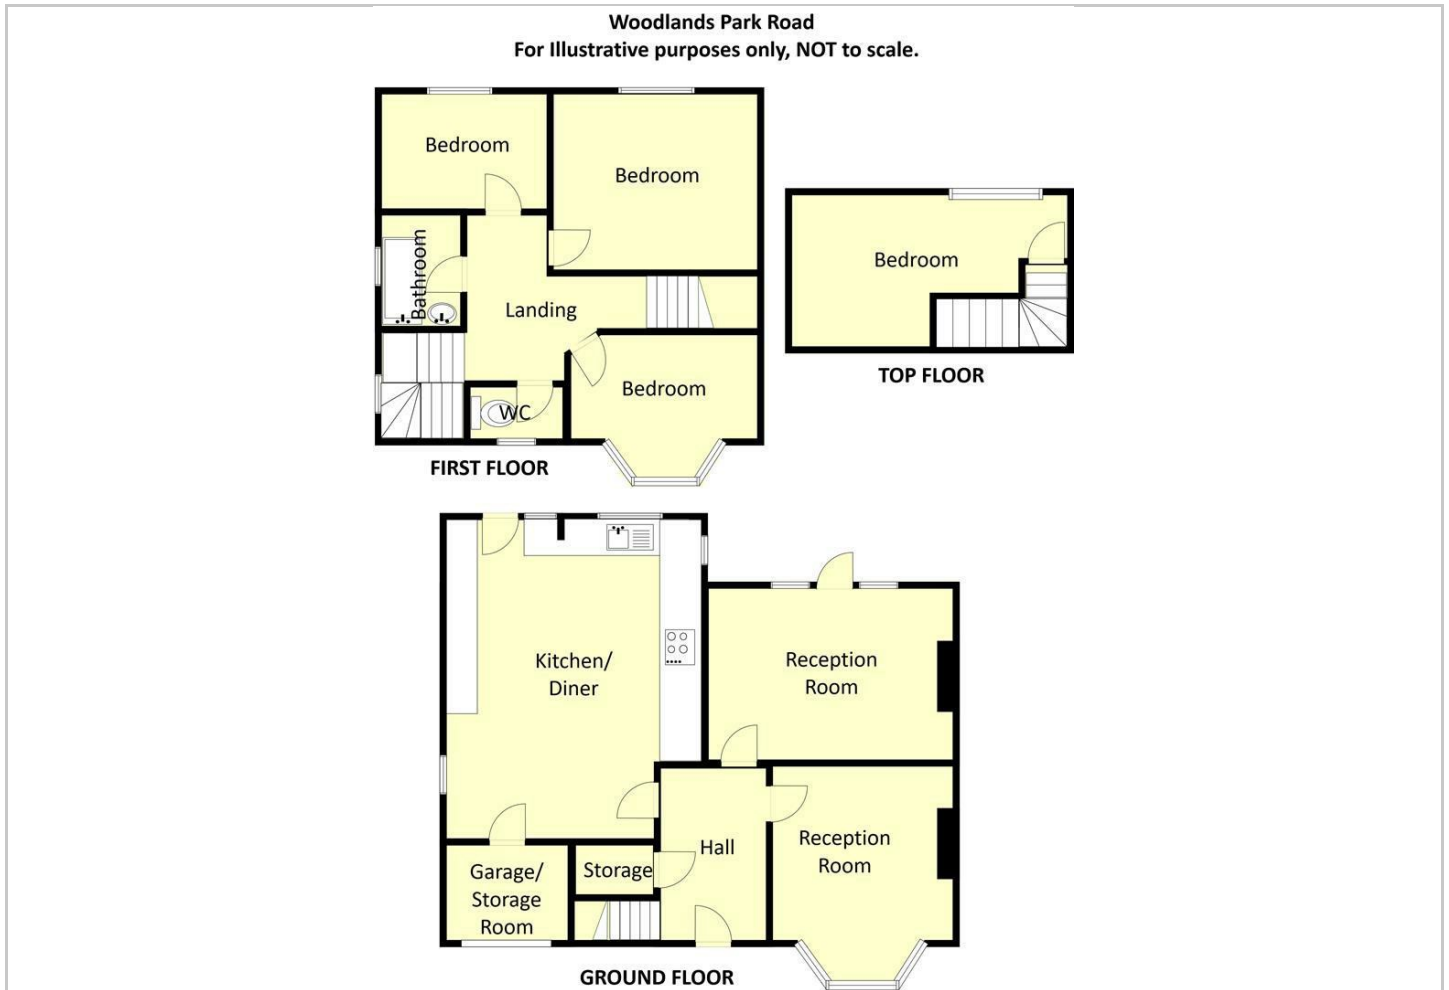 Woodlands Park Road
For Illustrative purposes only, NOT to scale.
Bedroom
Bedroom
Bathroom
Landing
Bedroom
WC
FIRST FLOOR
Bedroom
TOP FLOOR
Kitchen/
Diner
Reception
Room
Hall
Reception
Room
Storage
Garage/
Storage
Room
GROUND FLOOR